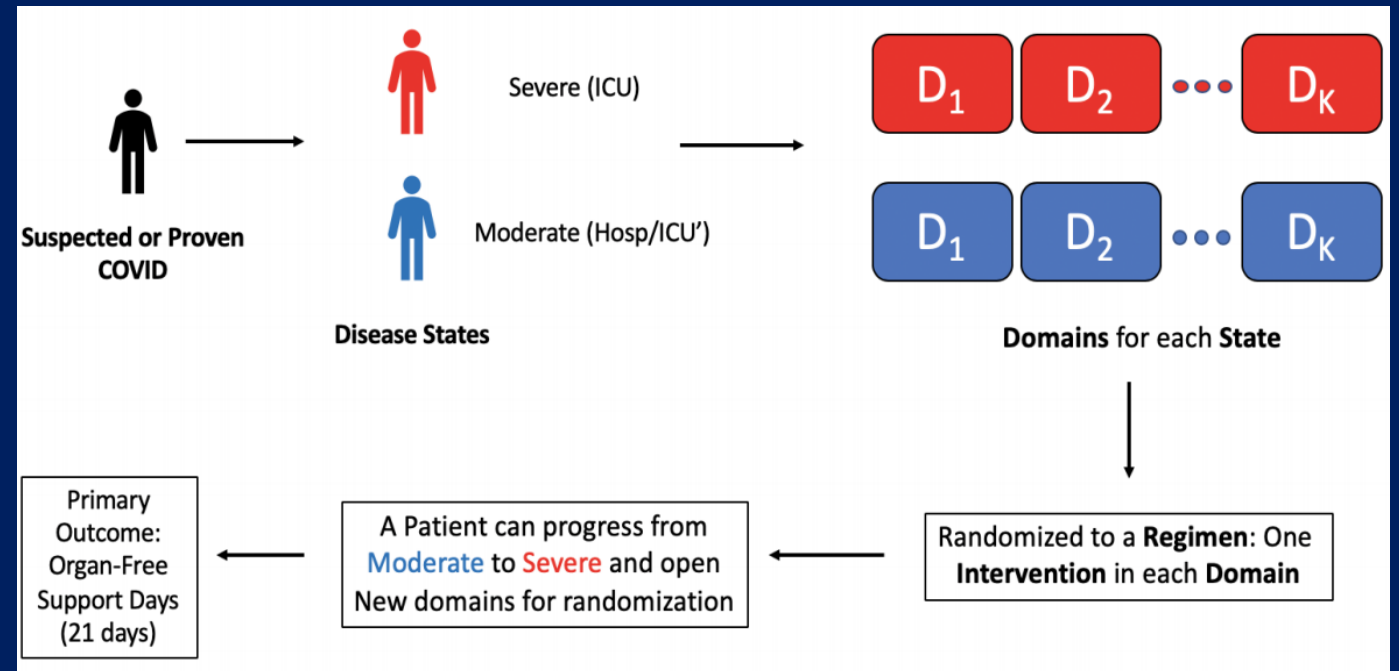 Suspected or Proven
COVID
Severe (ICU)
Moderate (Hosp/ICU')
Disease States
D1 D2 DK
D1 D2 DK
Domains for each State
Randomized to a Regimen: One
Intervention in each Domain
A Patient can progress from
Moderate to Severe and open
New domains for randomization
Primary
Outcome:
Organ-Free
Support Days
(21 days)